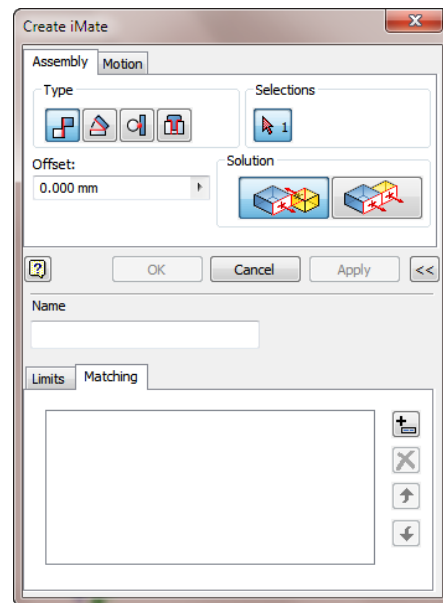 Create iMate
Assembly Motion
Type Selections
1
Offset: Solution
0.000 mm
OK Cancel Apply <<
Name
Limits Matching